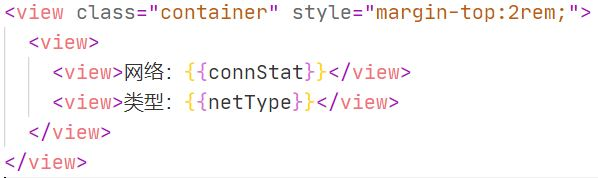 <view class="container" style="margin-top:2rem;">
<view>
<view>网络：{{connStat}}</view>
<view>类型：{{netType}}</view>
</view>
</view>